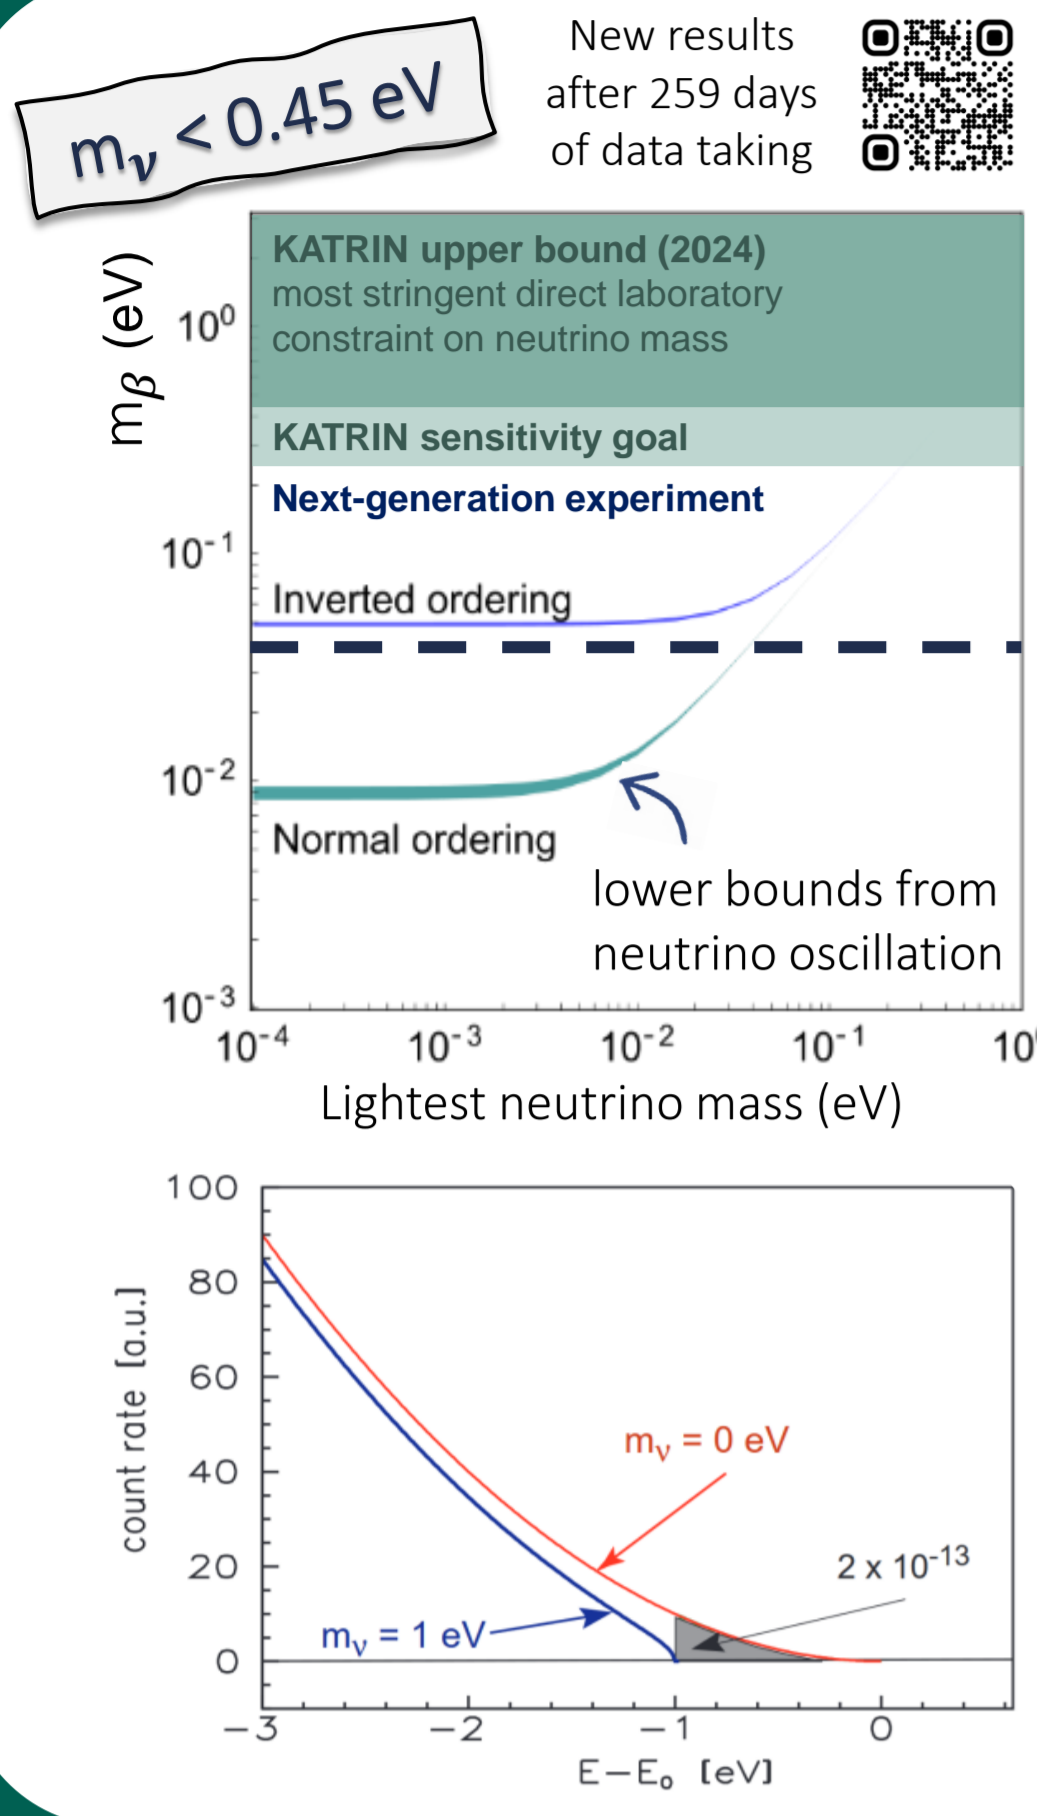 m_ν < 0.45 eV
New results
after 259 days
of data taking
KATRIN upper bound (2024)
most stringent direct laboratory
constraint on neutrino mass
KATRIN sensitivity goal
Next-generation experiment
Inverted ordering
Normal ordering
lower bounds from
neutrino oscillation
mβ (eV)
10⁰
10⁻¹
10⁻²
10⁻³
10⁻⁴ 10⁻³ 10⁻² 10⁻¹ 10
Lightest neutrino mass (eV)
count rate [a.u.]
100
80
60
40
20
0
m_ν = 0 eV
2 x 10⁻¹³
m_ν = 1 eV
−3 −2 −1 0
E−E₀ [eV]